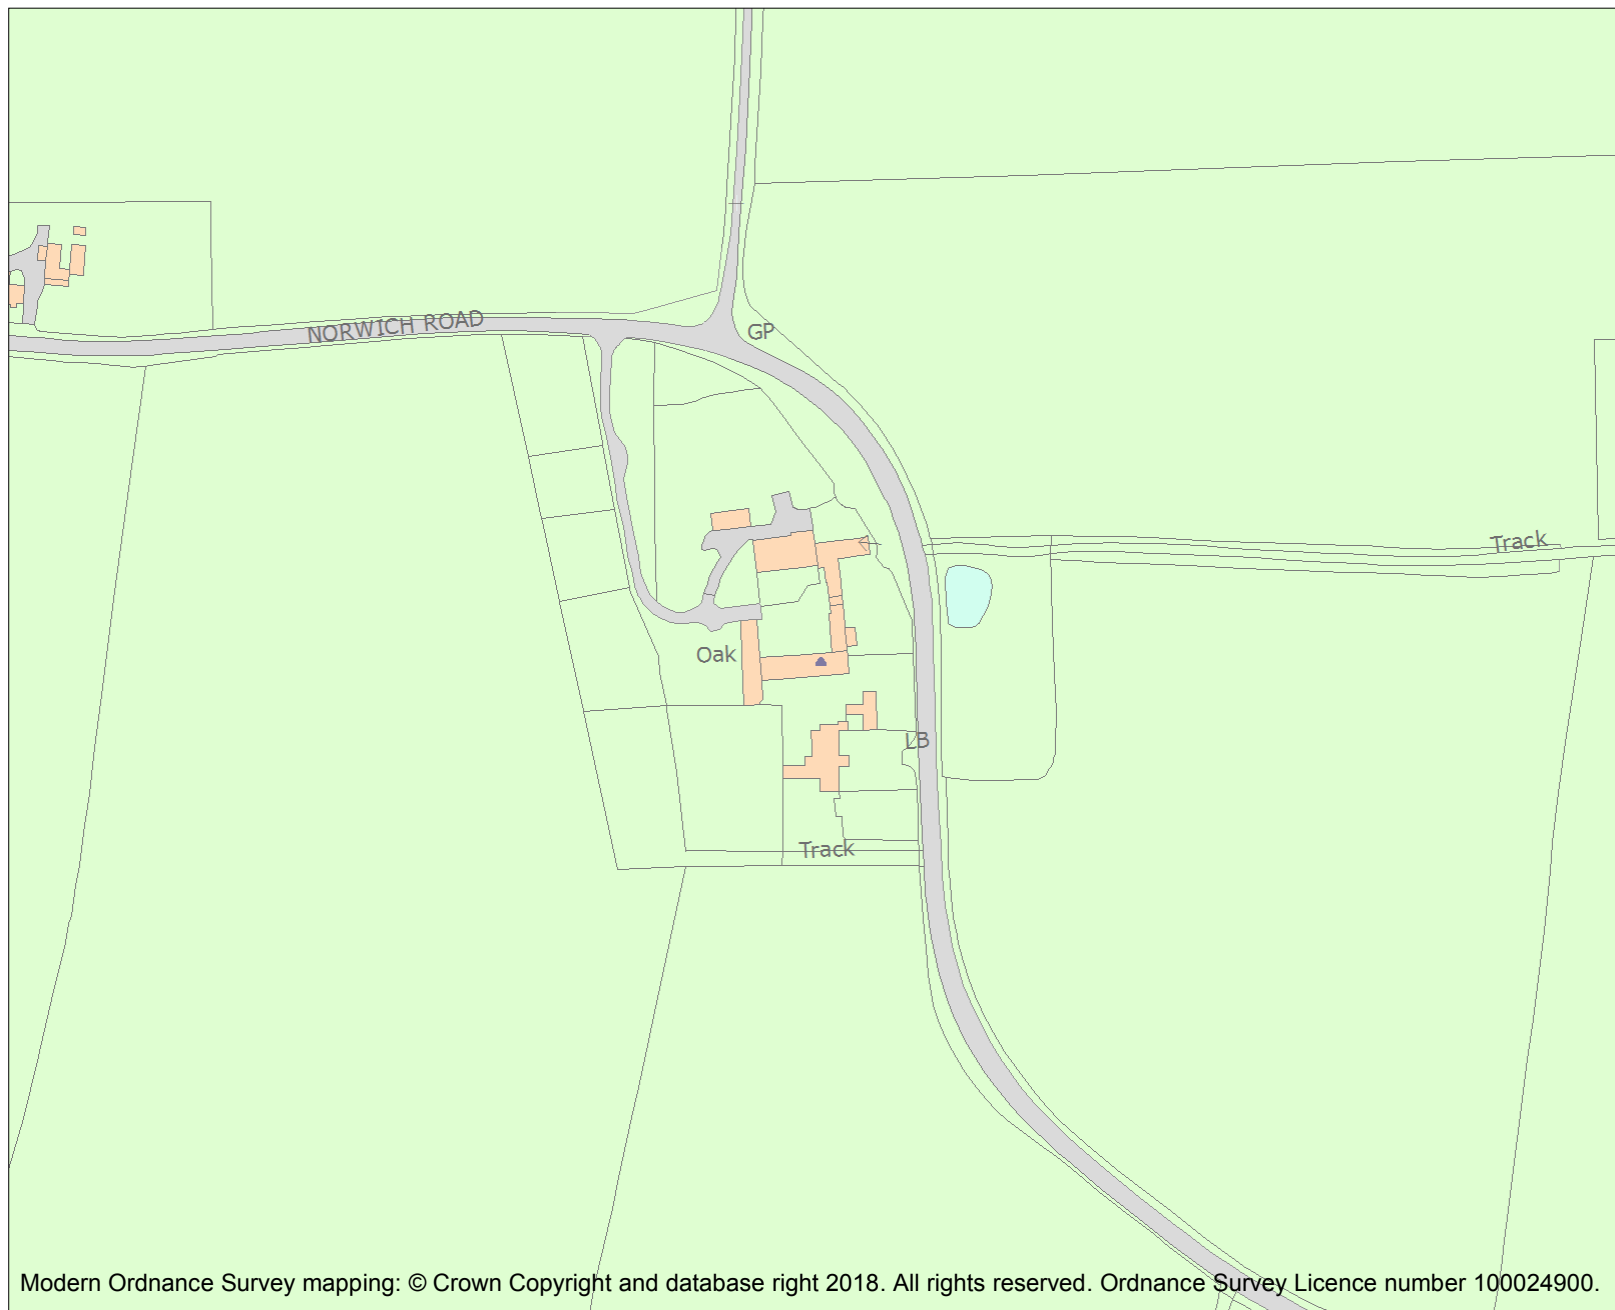 NORWICH ROAD
GP
Track
Oak
LB
Track
Modern Ordnance Survey mapping: © Crown Copyright and database right 2018. All rights reserved. Ordnance Survey Licence number 100024900.